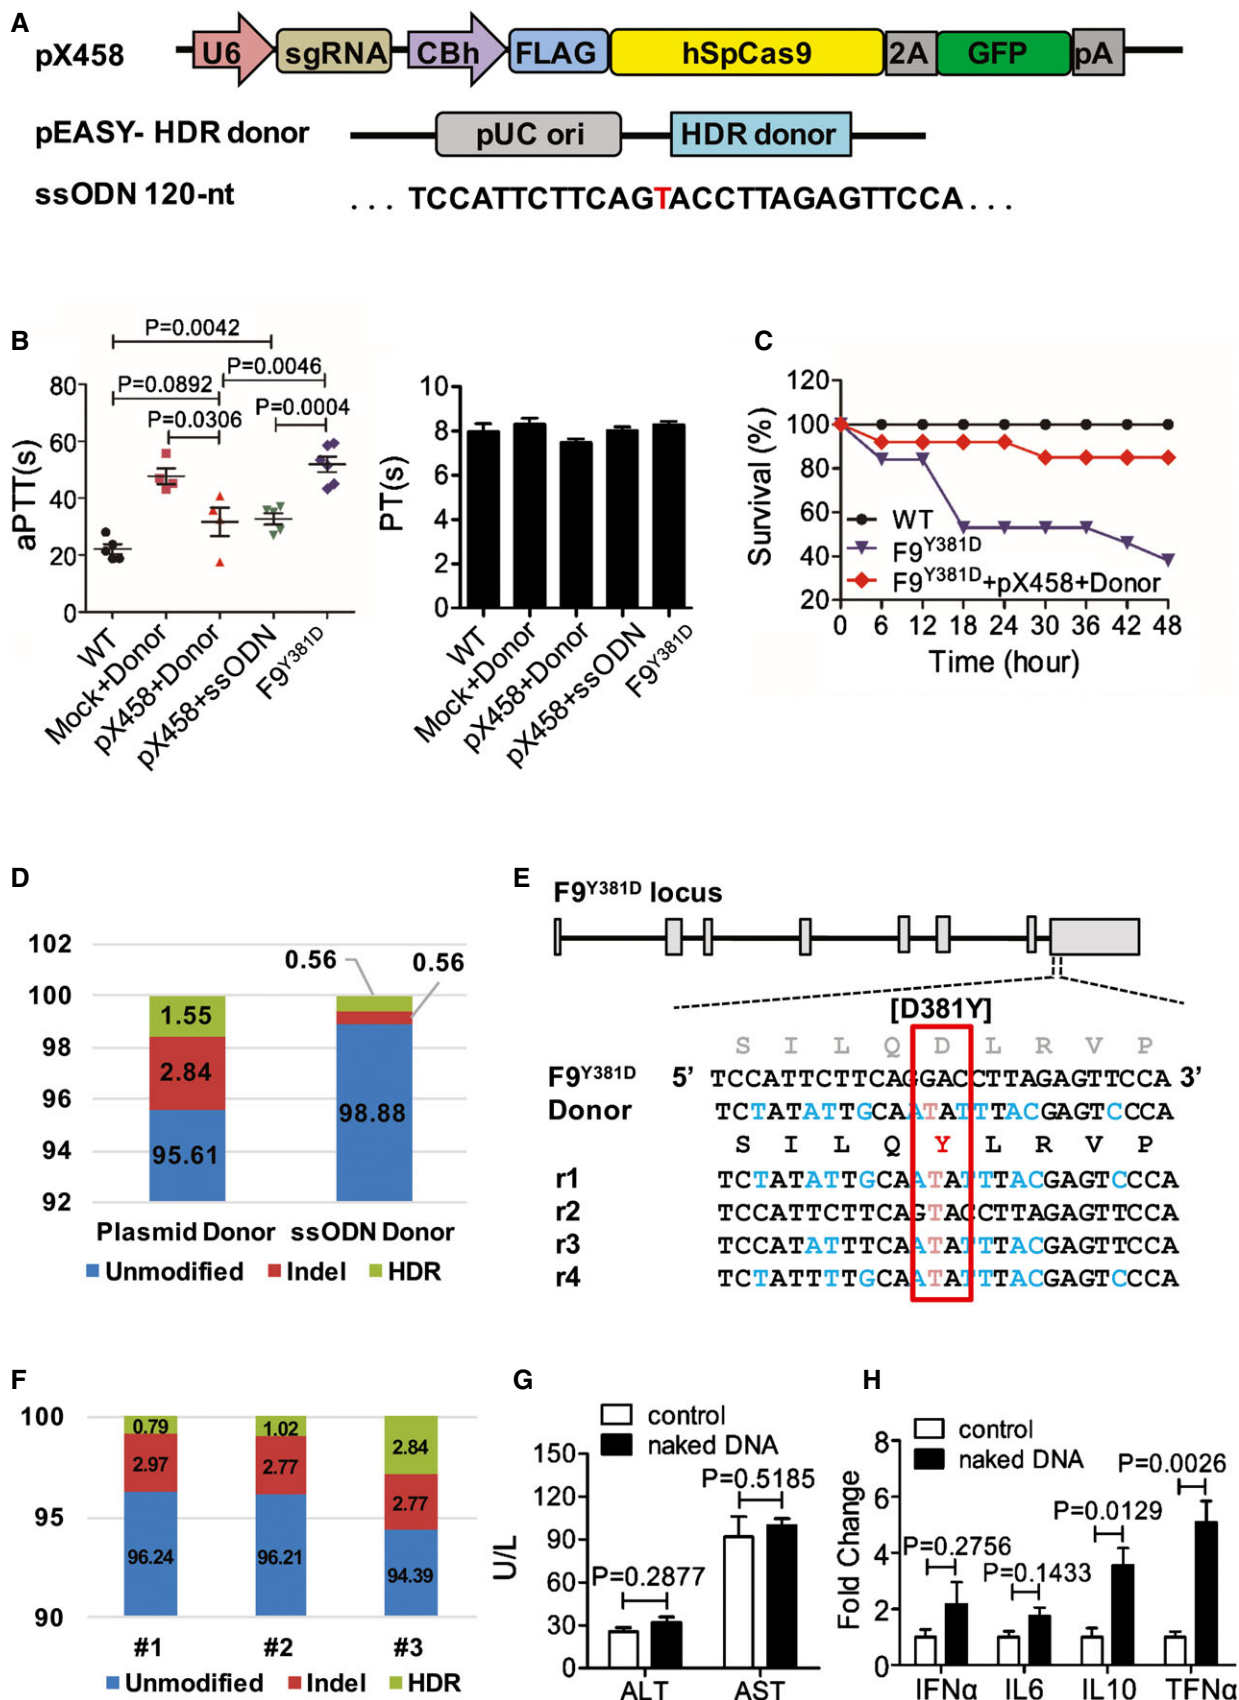 A
pX458
U6 sgRNA CBh FLAG hSpCas9 2A GFP pA
pEASY- HDR donor
pUC ori HDR donor
ssODN 120-nt
... TCCATTCTTCAGTACCTTAGAGTTCCA...
B
P=0.0042
P=0.0046
P=0.0892
P=0.0306
P=0.0004
aPTT(s)
80
60
40
20
0
WT
Mock+Donor
pX458+Donor
pX458+ssODN
F9Y381D
PT(s)
10
8
6
4
2
0
WT
Mock+Donor
pX458+Donor
pX458+ssODN
F9Y381D
C
Survival (%)
120
100
80
60
40
20
WT
F9Y381D
F9Y381D+pX458+Donor
0 6 12 18 24 30 36 42 48
Time (hour)
D
102
100
98
96
94
92
1.55
2.84
95.61
0.56
0.56
98.88
Plasmid Donor ssODN Donor
Unmodified Indel HDR
E
F9Y381D locus
[D381Y]
S I L Q D L R V P
F9Y381D 5’ TCCATTCTTCAGGACCTTAGAGTTCCA 3’
Donor TCTATATTGCAATATTTACGAGTCCCA
S I L Q Y L R V P
r1 TCTATATTGCAATATTTACGAGTCCCA
r2 TCCATTCTTCAGTACCTTAGAGTTCCA
r3 TCCATATTTCAATATTTACGAGTTCCA
r4 TCTATTTTGCAATATTTACGAGTCCCA
F
100
95
90
0.79
2.97
96.24
1.02
2.77
96.21
2.84
2.77
94.39
#1 #2 #3
Unmodified Indel HDR
G
control
naked DNA
U/L
150
120
90
60
30
0
P=0.2877
P=0.5185
ALT AST
H
control
naked DNA
Fold Change
8
6
4
2
0
P=0.2756
P=0.1433
P=0.0129
P=0.0026
IFNα IL6 IL10 TFNα